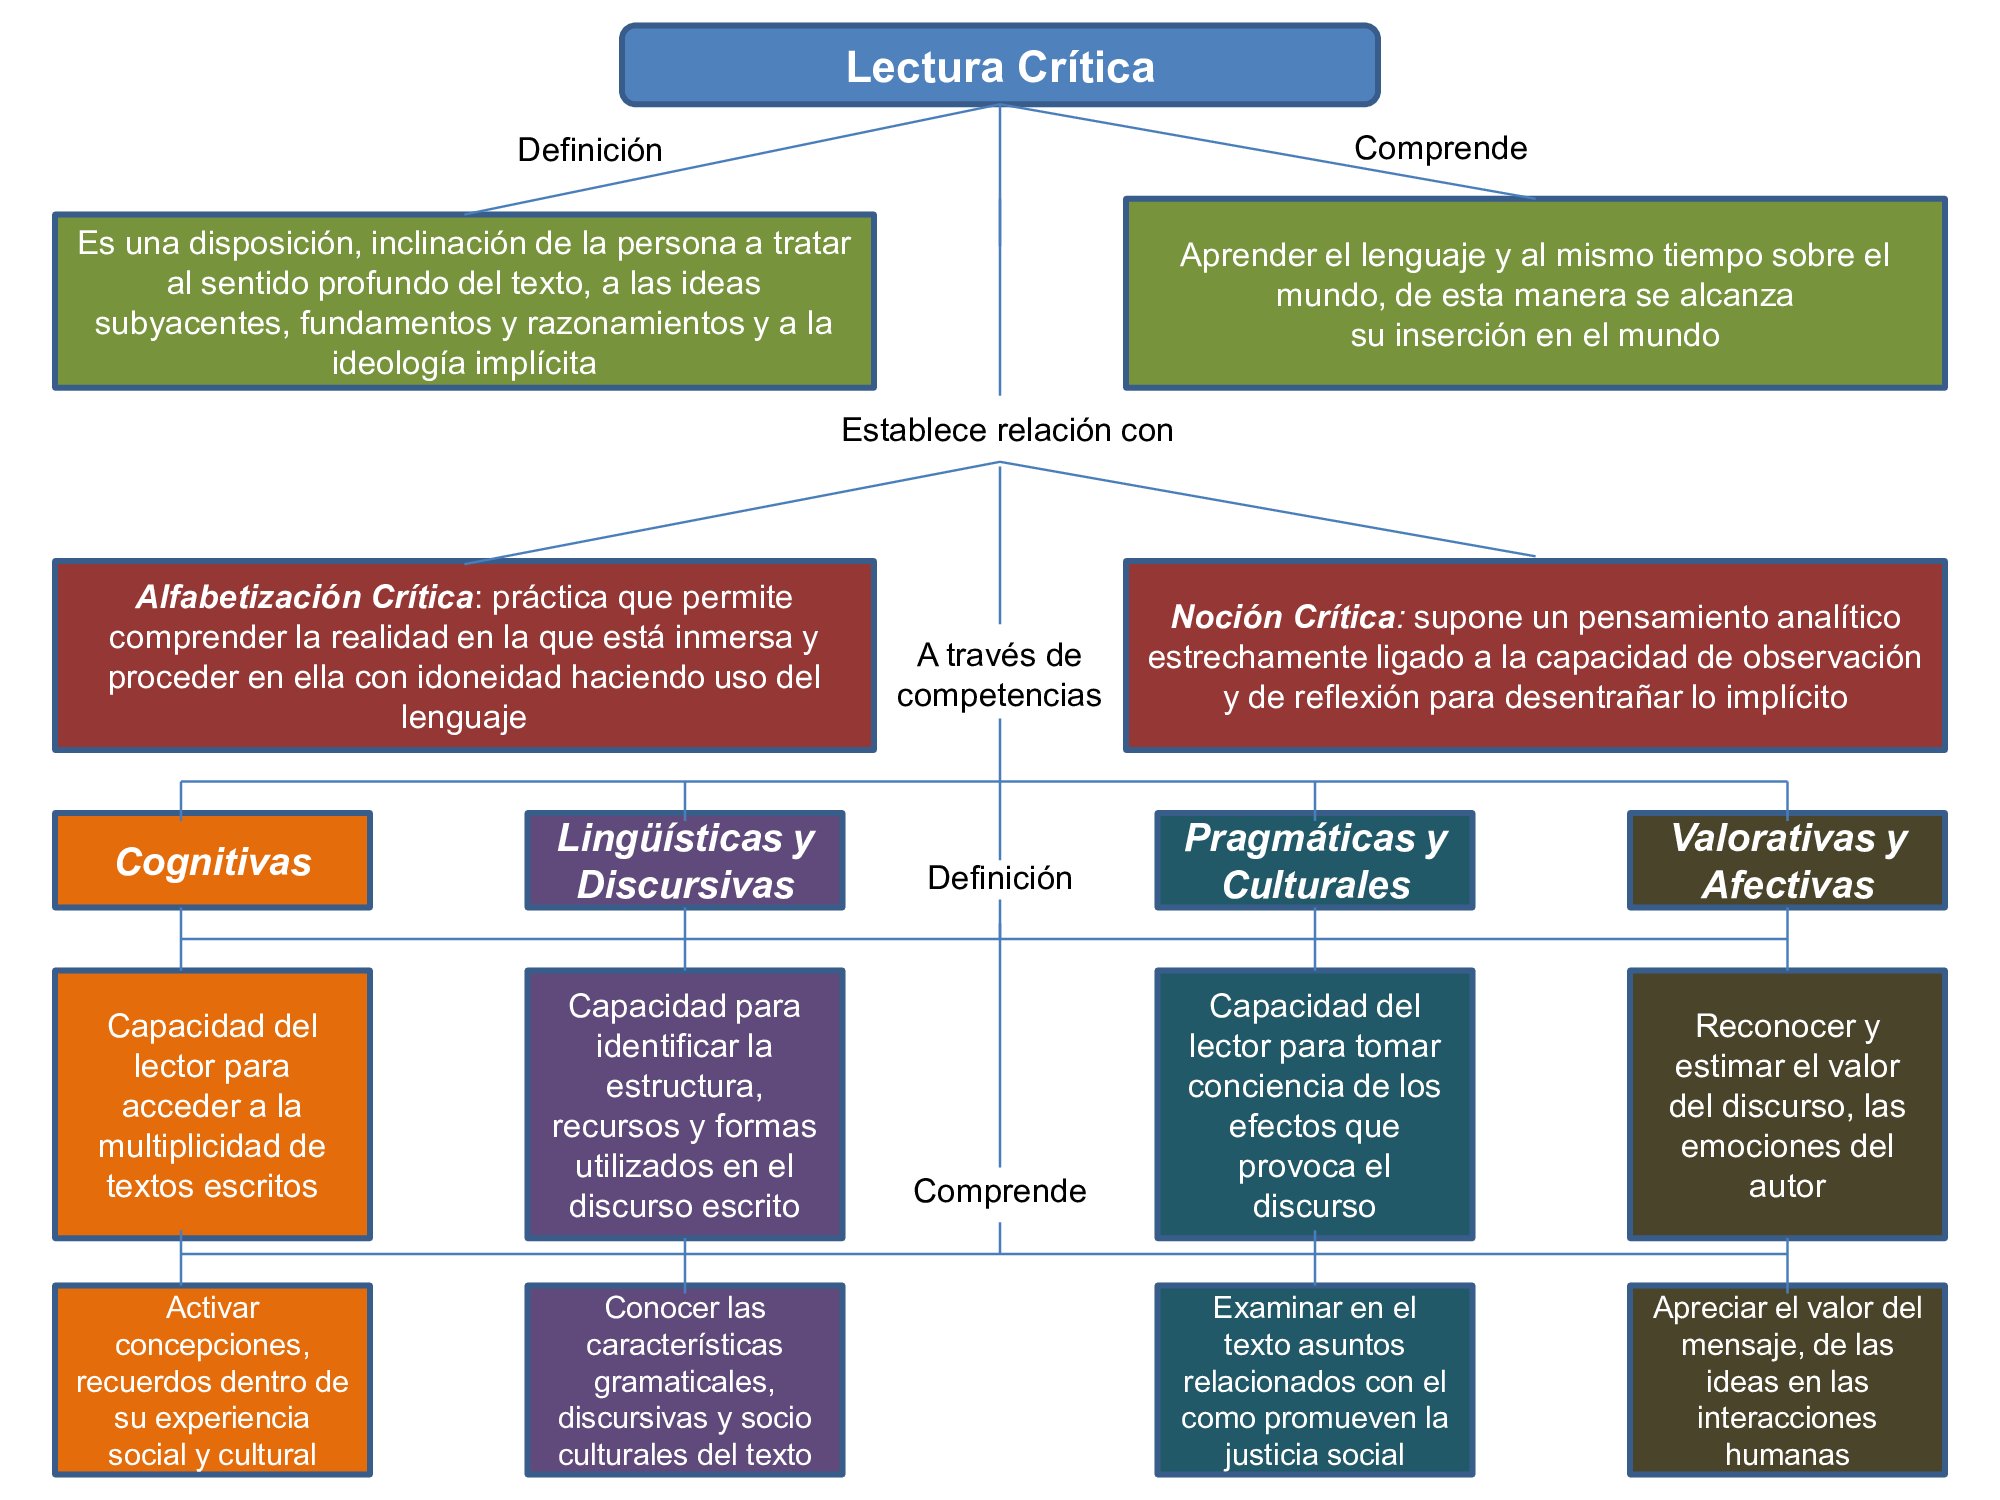 Lectura Crítica
Definición
Comprende
Es una disposición, inclinación de la persona a tratar
al sentido profundo del texto, a las ideas
subyacentes, fundamentos y razonamientos y a la
ideología implícita
Aprender el lenguaje y al mismo tiempo sobre el
mundo, de esta manera se alcanza
su inserción en el mundo
Establece relación con
Alfabetización Crítica: práctica que permite
comprender la realidad en la que está inmersa y
proceder en ella con idoneidad haciendo uso del
lenguaje
A través de
competencias
Noción Crítica: supone un pensamiento analítico
estrechamente ligado a la capacidad de observación
y de reflexión para desentrañar lo implícito
Cognitivas
Lingüísticas y
Discursivas
Definición
Pragmáticas y
Culturales
Valorativas y
Afectivas
Capacidad del
lector para
acceder a la
multiplicidad de
textos escritos
Capacidad para
identificar la
estructura,
recursos y formas
utilizados en el
discurso escrito
Comprende
Capacidad del
lector para tomar
conciencia de los
efectos que
provoca el
discurso
Reconocer y
estimar el valor
del discurso, las
emociones del
autor
Activar
concepciones,
recuerdos dentro de
su experiencia
social y cultural
Conocer las
características
gramaticales,
discursivas y socio
culturales del texto
Examinar en el
texto asuntos
relacionados con el
como promueven la
justicia social
Apreciar el valor del
mensaje, de las
ideas en las
interacciones
humanas